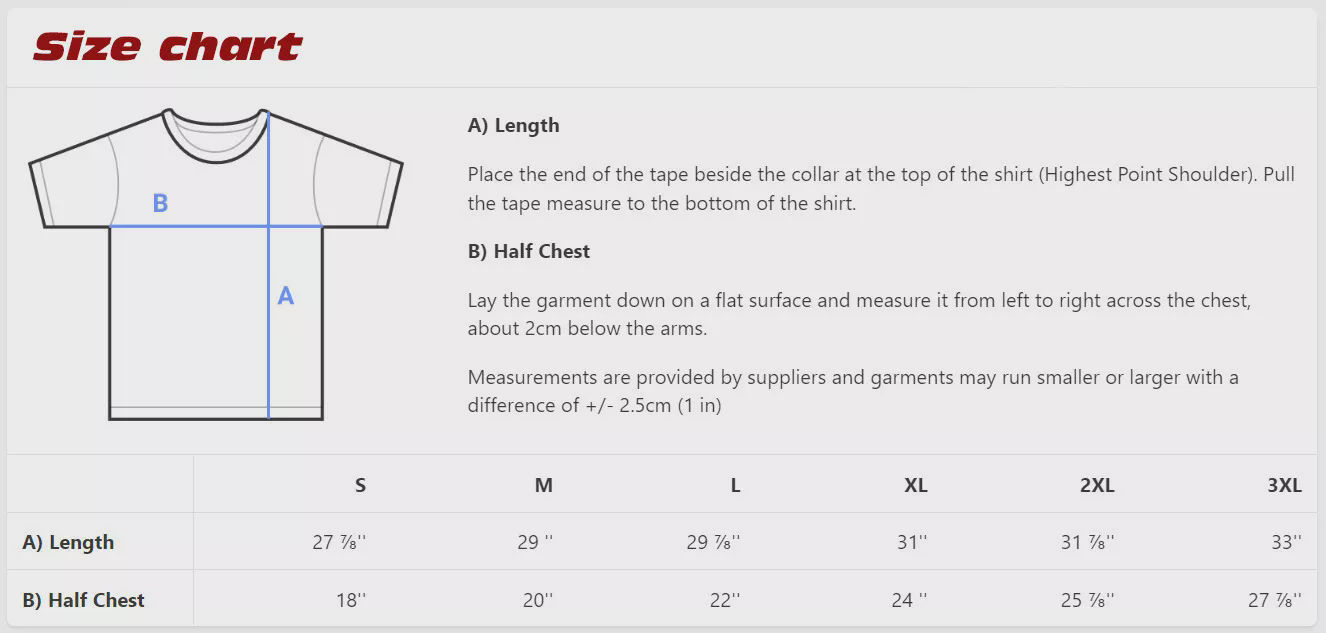 Size chart
B
A
A) Length
Place the end of the tape beside the collar at the top of the shirt (Highest Point Shoulder). Pull
the tape measure to the bottom of the shirt.
B) Half Chest
Lay the garment down on a flat surface and measure it from left to right across the chest,
about 2cm below the arms.
Measurements are provided by suppliers and garments may run smaller or larger with a
difference of +/- 2.5cm (1 in)
S M L XL 2XL 3XL
A) Length 27 ⅞'' 29 '' 29 ⅞'' 31'' 31 ⅞'' 33''
B) Half Chest 18'' 20'' 22'' 24 '' 25 ⅞'' 27 ⅞''